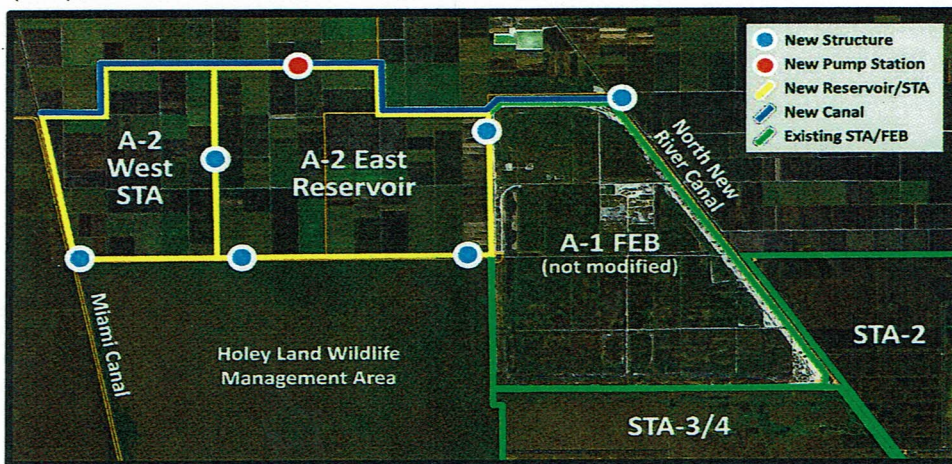 New Structure
New Pump Station
New Reservoir/STA
New Canal
Existing STA/FEB
A-2
West
STA
A-2 East
Reservoir
North New
River Canal
A-1 FEB
(not modified)
Miami Canal
Holey Land Wildlife
Management Area
STA-2
STA-3/4